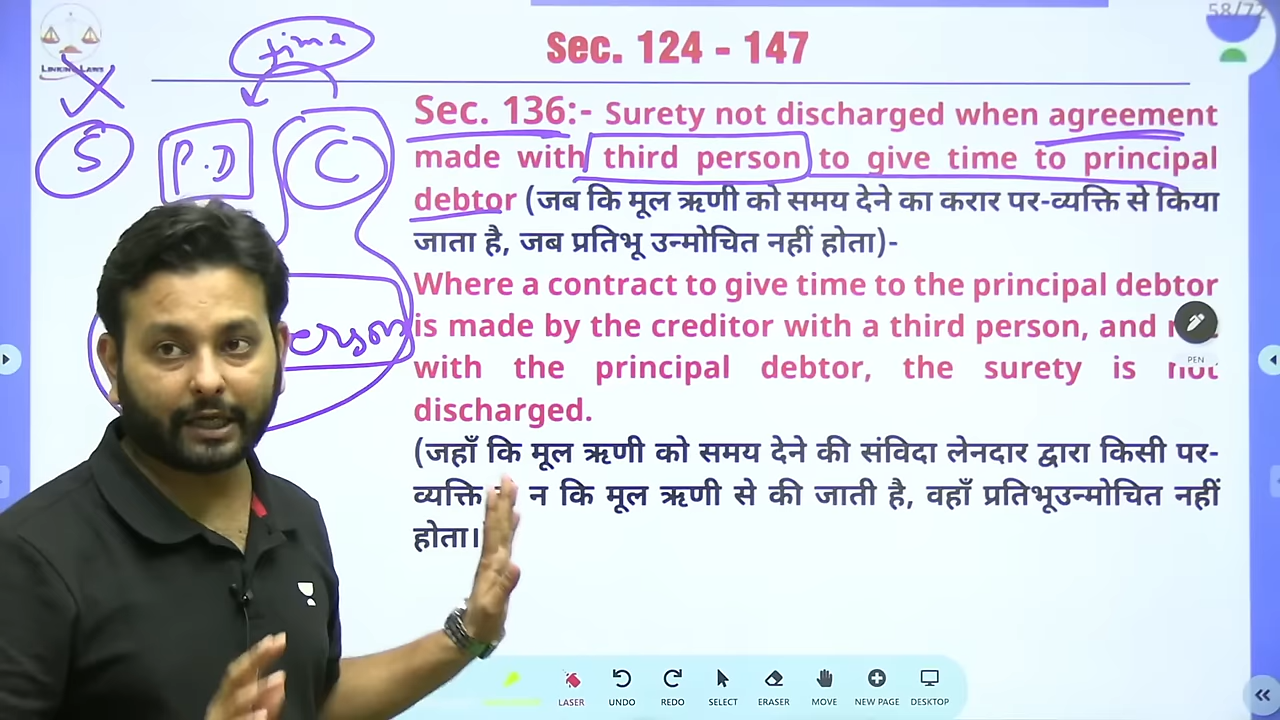 58/72
LINKING LAWS
Sec. 124 - 147
time
S
P.D
C
erson
Sec. 136:- Surety not discharged when agreement
made with third person to give time to principal
debtor (जब कि मूल ऋणी को समय देने का करार पर-व्यक्ति से किया
जाता है, जब प्रतिभू उन्मोचित नहीं होता)-
Where a contract to give time to the principal debtor
is made by the creditor with a third person, and
with the principal debtor, the surety is not
discharged.
(जहाँ कि मूल ऋणी को समय देने की संविदा लेनदार द्वारा किसी पर-
व्यक्ति न कि मूल ऋणी से की जाती है, वहाँ प्रतिभूउन्मोचित नहीं
होता।
PEN
LASER UNDO REDO SELECT ERASER MOVE NEW PAGE DESKTOP